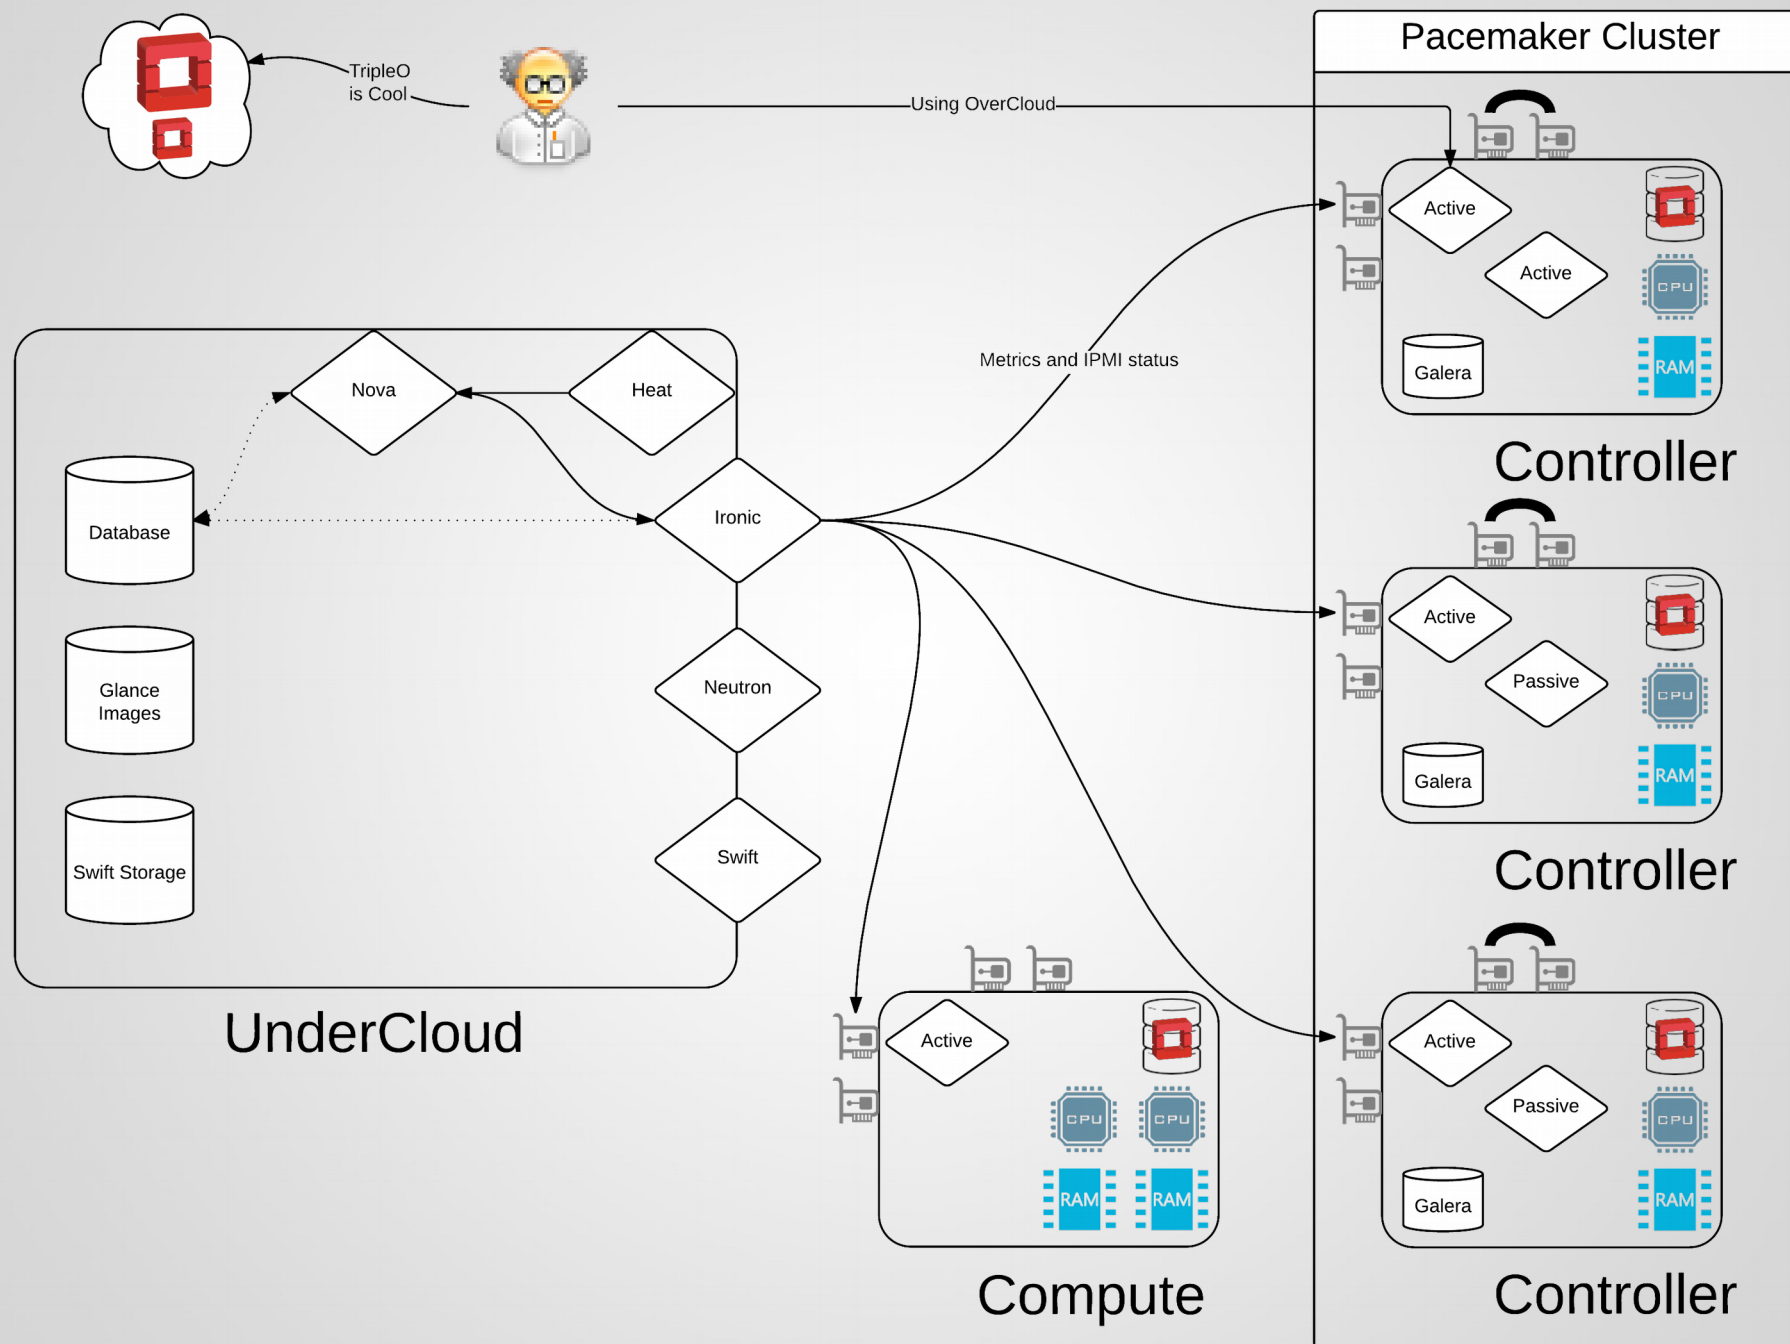 Pacemaker Cluster
TripleO
is Cool
Using OverCloud
Active
Active
Galera
CPU
RAM
Controller
Metrics and IPMI status
Nova
Heat
Database
Ironic
Glance
Images
Neutron
Swift Storage
Swift
UnderCloud
Active
Passive
Galera
CPU
RAM
Controller
Active
CPU
CPU
RAM
RAM
Compute
Active
Passive
Galera
CPU
RAM
Controller